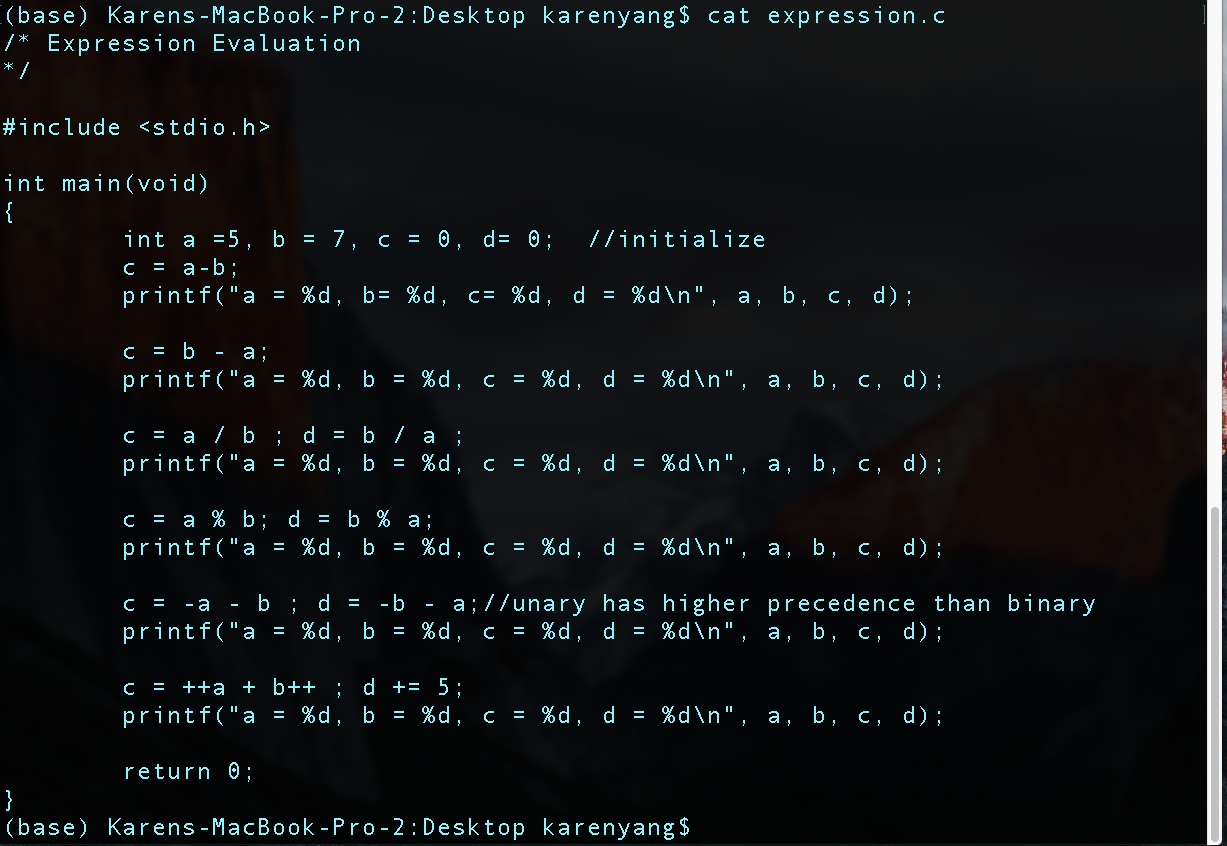 (base) Karens-MacBook-Pro-2:Desktop karenyang$ cat expression.c
/* Expression Evaluation
*/
#include <stdio.h>
int main(void)
{
int a =5, b = 7, c = 0, d= 0;  //initialize
c = a-b;
printf("a = %d, b= %d, c= %d, d = %d\n", a, b, c, d);
c = b - a;
printf("a = %d, b = %d, c = %d, d = %d\n", a, b, c, d);
c = a / b ; d = b / a ;
printf("a = %d, b = %d, c = %d, d = %d\n", a, b, c, d);
c = a % b; d = b % a;
printf("a = %d, b = %d, c = %d, d = %d\n", a, b, c, d);
c = -a - b ; d = -b - a;//unary has higher precedence than binary
printf("a = %d, b = %d, c = %d, d = %d\n", a, b, c, d);
c = ++a + b++ ; d += 5;
printf("a = %d, b = %d, c = %d, d = %d\n", a, b, c, d);
return 0;
}
(base) Karens-MacBook-Pro-2:Desktop karenyang$